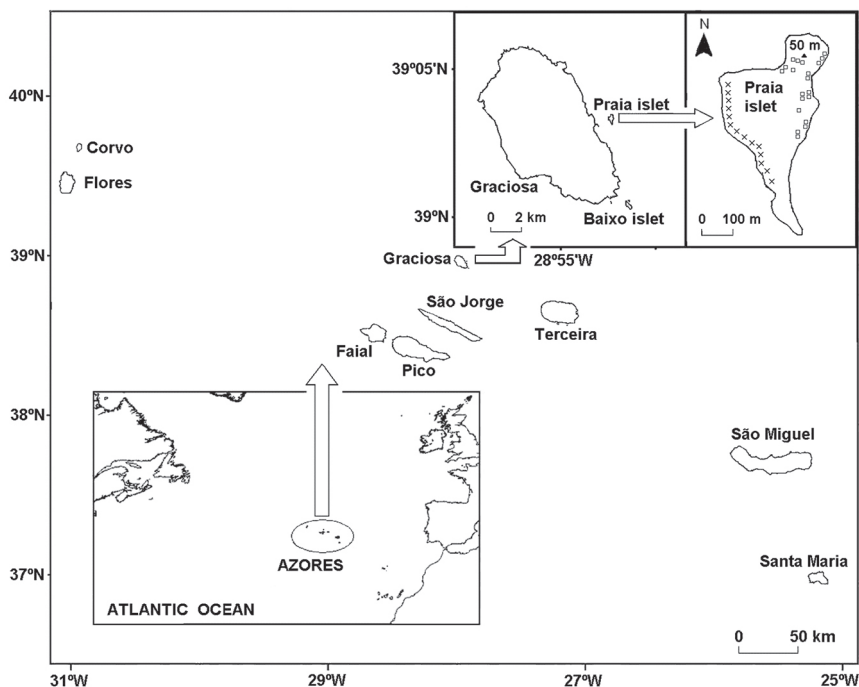 39º05'N
N
50 m
Praia
islet
Praia islet
40ºN
Corvo
Flores
Graciosa
0 2 km
Baixo islet
0 100 m
39ºN
39ºN
Graciosa
28º55'W
São Jorge
Terceira
Faial
Pico
38ºN
São Miguel
AZORES
37ºN
Santa Maria
ATLANTIC OCEAN
0 50 km
31ºW
29ºW
27ºW
25ºW